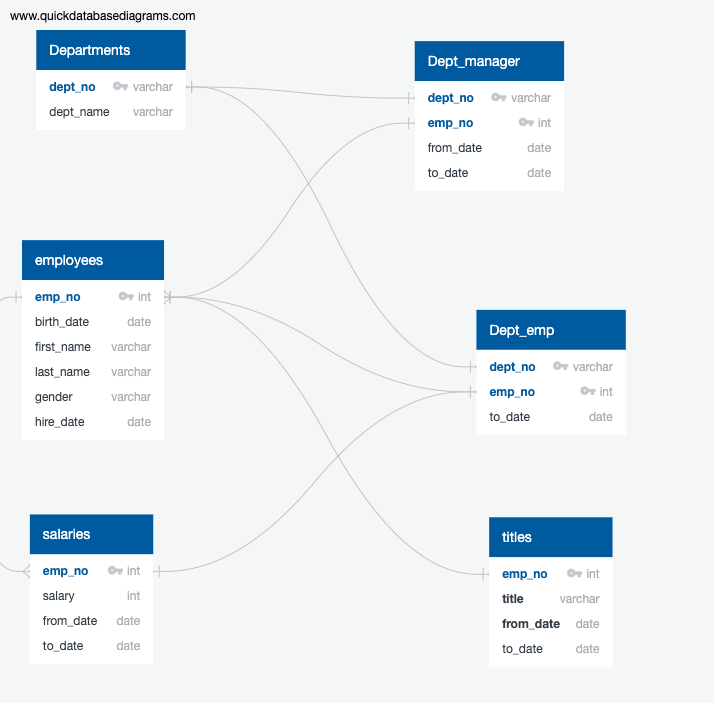 www.quickdatabasediagrams.com
Departments
dept_no varchar
dept_name varchar
Dept_manager
dept_no varchar
emp_no int
from_date date
to_date date
employees
emp_no int
birth_date date
first_name varchar
last_name varchar
gender varchar
hire_date date
Dept_emp
dept_no varchar
emp_no int
to_date date
salaries
emp_no int
salary int
from_date date
to_date date
titles
emp_no int
title varchar
from_date date
to_date date